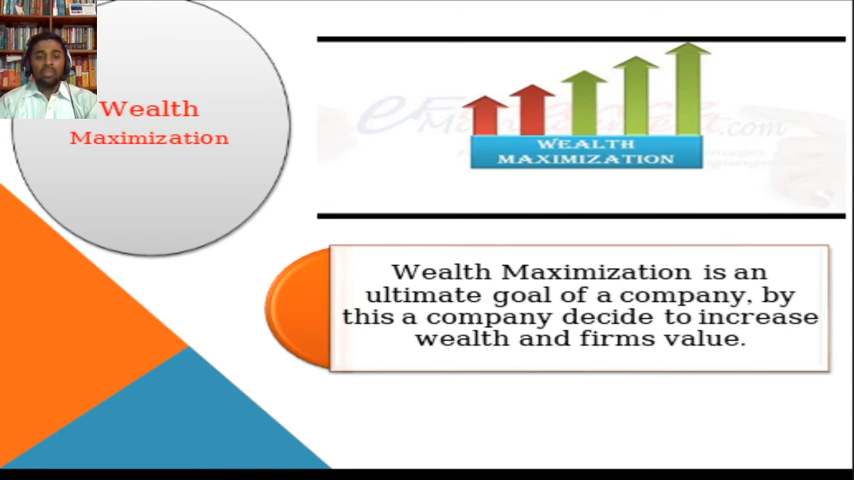 Wealth
Maximization
WEALTH
MAXIMIZATION
.com
Wealth Maximization is an
ultimate goal of a company, by
this a company decide to increase
wealth and firms value.